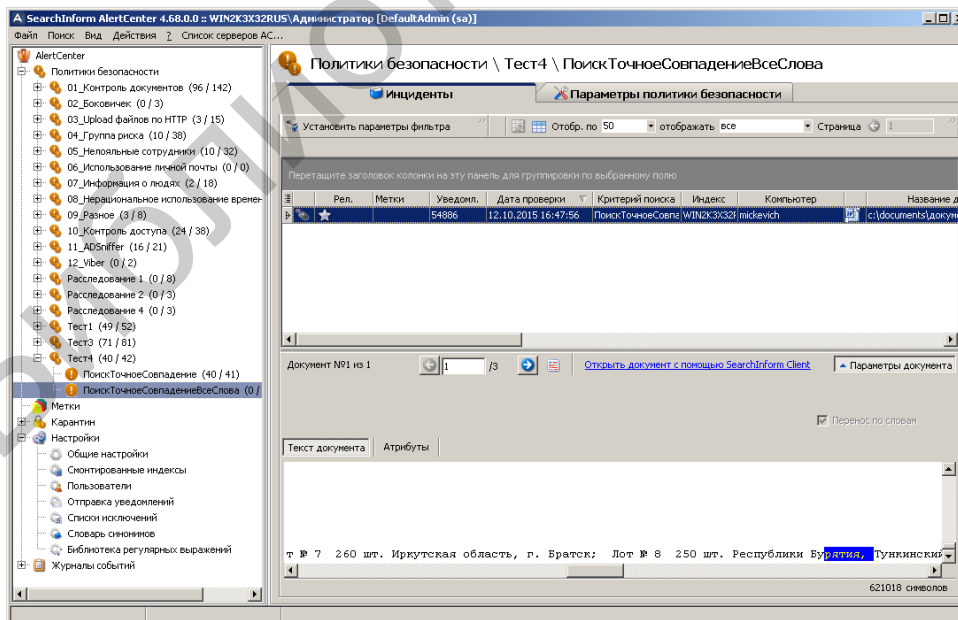 SearchInform AlertCenter 4.68.0.0 :: WIN2K3X32RUS\Администратор [DefaultAdmin (sa)]
Файл Поиск Вид Действия ? Список серверов AC...
AlertCenter
Политики безопасности
01_Контроль документов (96 / 142)
02_Боковичек (0 / 3)
03_Upload файлов по HTTP (3 / 15)
04_Группа риска (10 / 38)
05_Нелояльные сотрудники (10 / 32)
06_Использование личной почты (0 / 0)
07_Информация о людях (2 / 18)
08_Нерациональное использование времен
09_Разное (3 / 8)
10_Контроль доступа (24 / 38)
11_ADSniffer (16 / 21)
12_Viber (0 / 2)
Расследование 1 (0 / 8)
Расследование 2 (0 / 3)
Расследование 4 (0 / 3)
Тест1 (49 / 52)
Тест3 (71 / 81)
Тест4 (40 / 42)
ПоискТочноеСовпадение (40 / 41)
ПоискТочноеСовпадениеВсеСлова (0 /
Метки
Карантин
Настройки
Общие настройки
Смонтированные индексы
Пользователи
Отправка уведомлений
Списки исключений
Словарь синонимов
Библиотека регулярных выражений
Журналы событий
Политики безопасности \ Тест4 \ ПоискТочноеСовпадениеВсеСлова
Инциденты Параметры политики безопасности
Установить параметры фильтра Отобр. по 50 отображать все Страница 1
Перетащите заголовок колонки на эту панель для группировки по выбранному полю
Рел. Метки Уведомл. Дата проверки Критерий поиска Индекс Компьютер Название д
54886 12.10.2015 16:47:56 ПоискТочноеСовпа WIN2K3X32R mickevich c:\documents\докуме
Документ №1 из 1 1 /3 Открыть документ с помощью SearchInform Client Параметры документа
Перенос по словам
Текст документа Атрибуты
т № 7 260 шт. Иркутская область, г. Братск; Лот № 8 250 шт. Республики Бурятия, Тункинский
621018 символов